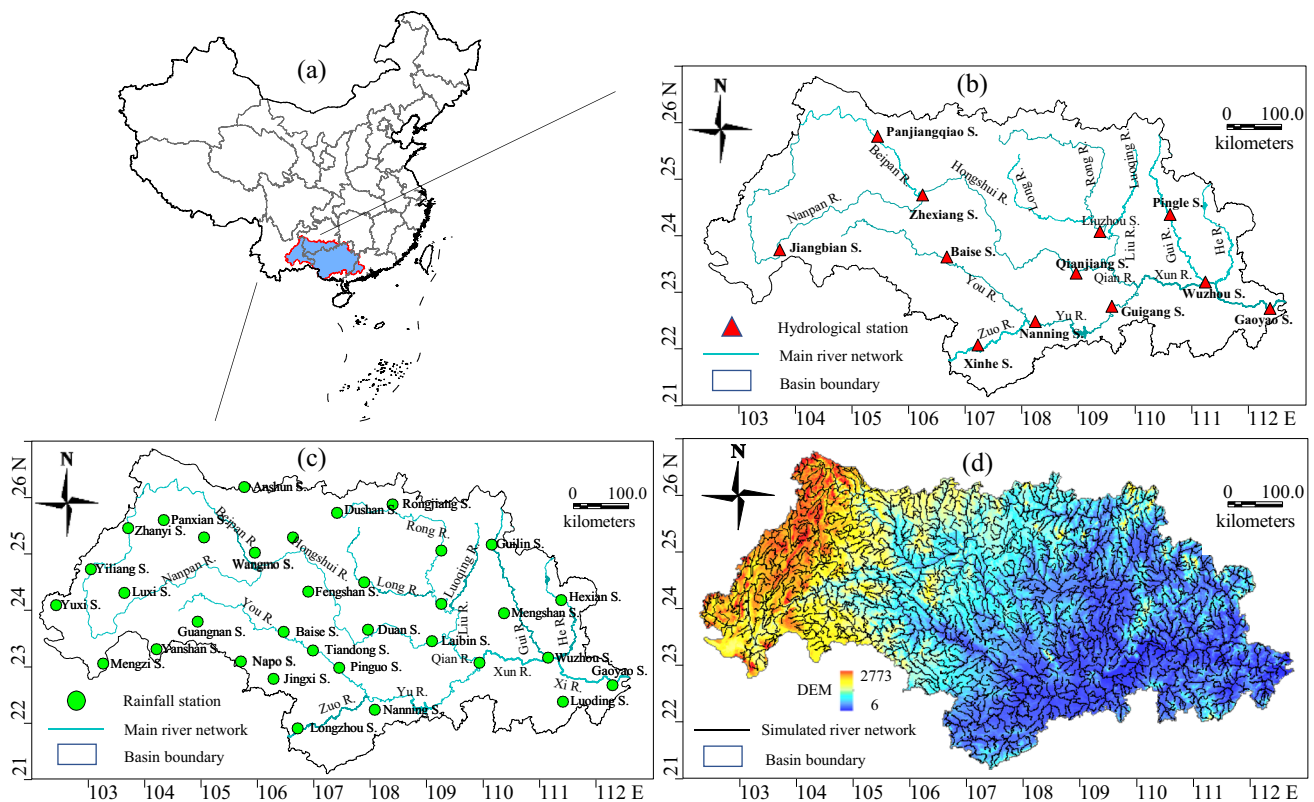 (a)
(b)
N
0 100.0
kilometers
26 N
25
24
23
22
21
Panjiangqiao S.
Beipan R.
Hongshui R.
Long R.
Rong R.
Luoqing R.
Pingle S.
Zhexiang S.
Nanpan R.
Liuzhou S.
Gui R.
He R.
Jiangbian S.
Baise S.
Liu R.
Qianjiang S.
Qian R.
Xun R.
You R.
Wuzhou S.
Guigang S.
Gaoyao S.
Zuo R.
Yu R.
Nanning S.
Xinhe S.
Hydrological station
Main river network
Basin boundary
103 104 105 106 107 108 109 110 111 112 E
(c)
N
0 100.0
kilometers
26 N
25
24
23
22
21
Anshun S.
Dushan S.
Rongjiang S.
Panxian S.
Zhanyi S.
Beipan R.
Rong R.
Guilin S.
Wangmo S.
Hongshui R.
Luoqing R.
Yiliang S.
Nanpan R.
Long R.
Luxi S.
Fengshan S.
Hexian S.
Yuxi S.
You R.
Mengshan S.
Liu R.
Guangnan S.
Baise S.
Duan S.
Laibin S.
Gui R.
He R.
Yanshan S.
Tiandong S.
Mengzi S.
Napo S.
Pinguo S.
Qian R.
Xun R.
Wuzhou S.
Gaoyao S.
Jingxi S.
Xi R.
Zuo R.
Yu R.
Luoding S.
Nanning S.
Longzhou S.
Rainfall station
Main river network
Basin boundary
103 104 105 106 107 108 109 110 111 112 E
(d)
N
0 100.0
kilometers
26 N
25
24
23
22
21
DEM
2773
6
Simulated river network
Basin boundary
103 104 105 106 107 108 109 110 111 112 E